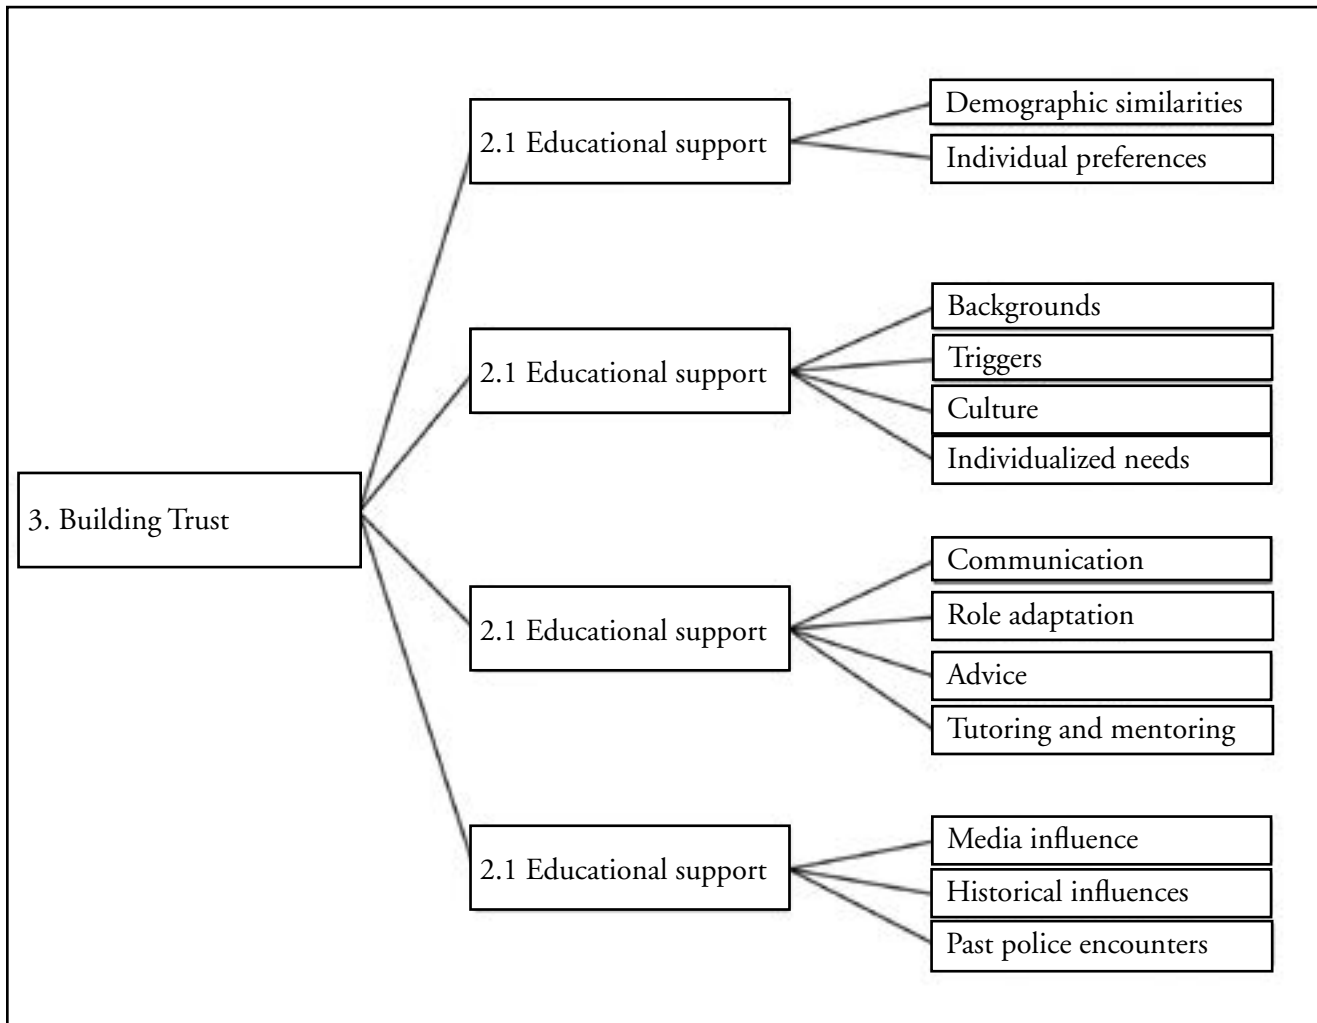 3. Building Trust
2.1 Educational support
Demographic similarities
Individual preferences
2.1 Educational support
Backgrounds
Triggers
Culture
Individualized needs
2.1 Educational support
Communication
Role adaptation
Advice
Tutoring and mentoring
2.1 Educational support
Media influence
Historical influences
Past police encounters